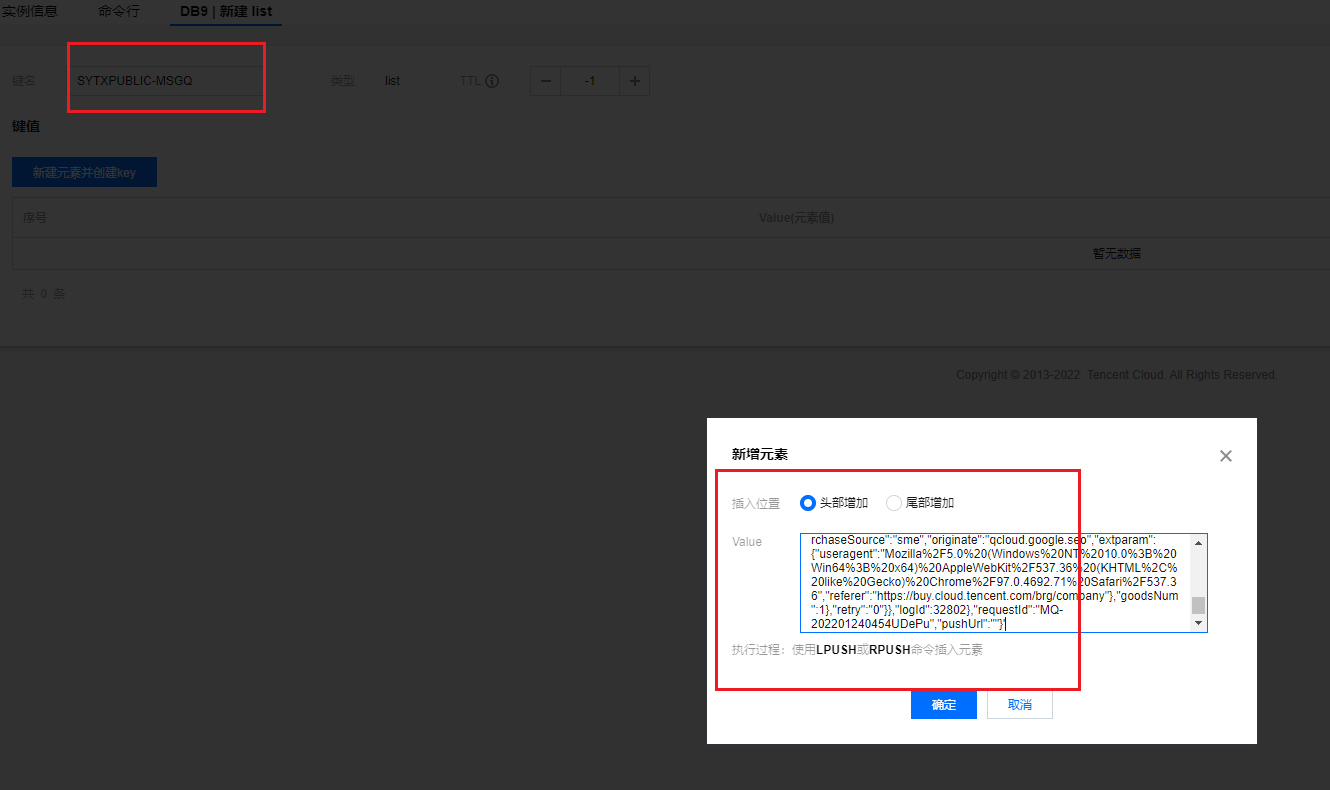 实例信息 命令行 DB9 | 新建 list
键名 SYTXPUBLIC-MSGQ 类型 list TTL - -1 +
键值
新建元素并创建key
序号 Value(元素值)
暂无数据
共 0 条
Copyright © 2013-2022 Tencent Cloud. All Rights Reserved.
新增元素
插入位置 头部增加 尾部增加
Value
rchaseSource":"sme","originate":"qcloud.google.seo","extparam":
{"useragent":"Mozilla%2F5.0%20(Windows%20NT%2010.0%3B%20
Win64%3B%20x64)%20AppleWebKit%2F537.36%20(KHTML%2C%
20like%20Gecko)%20Chrome%2F97.0.4692.71%20Safari%2F537.3
6","referer":"https://buy.cloud.tencent.com/brg/company"},"goodsNum
":1},"retry":"0"}},"logId":32802},"requestId":"MQ-
202201240454UDePu","pushUrl":""}'
执行过程：使用LPUSH或RPUSH命令插入元素
确定 取消